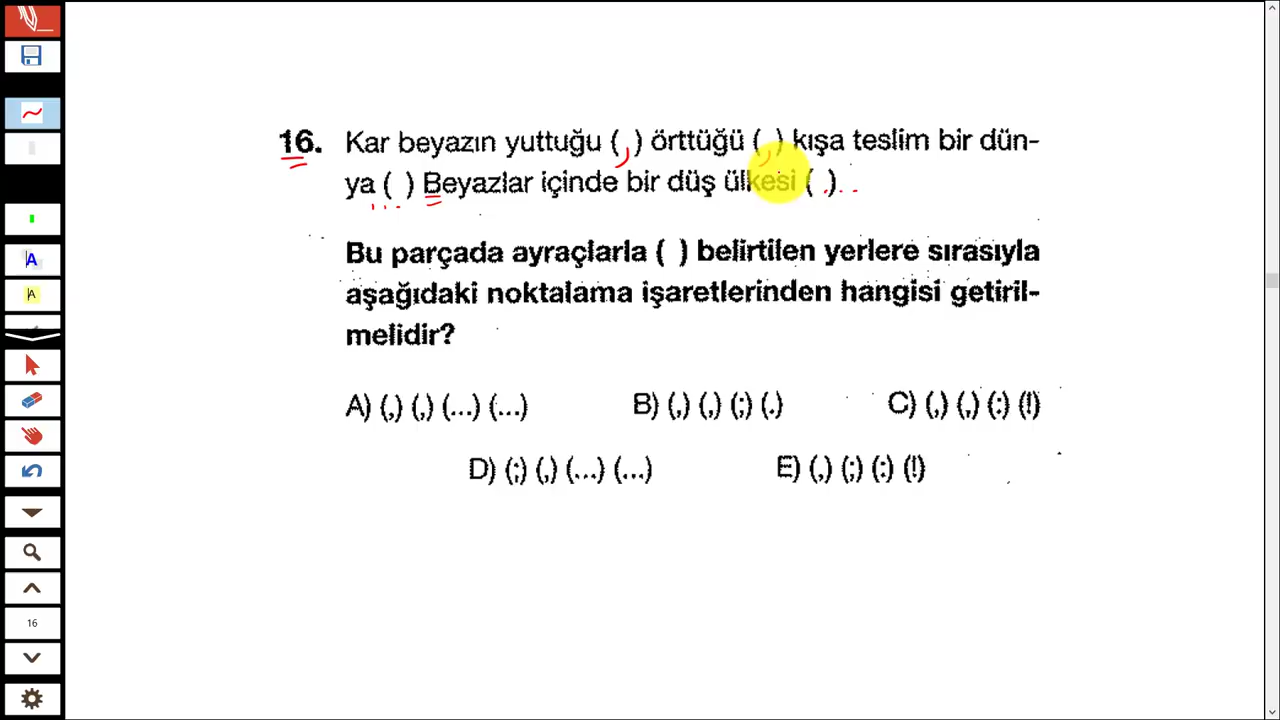 16. Kar beyazın yuttuğu (,) örttüğü (,) kışa teslim bir dün-
ya ( ) Beyazlar içinde bir düş ülkesi ( ) ...
...
Bu parçada ayraçlarla ( ) belirtilen yerlere sırasıyla
aşağıdaki noktalama işaretlerinden hangisi getiril-
melidir?
A) (,) (,) (...) (...) B) (,) (,) (;) (.) C) (,) (,) (:) (!)
D) (;) (,) (...) (...) E) (,) (;) (:) (!)
A
A
16